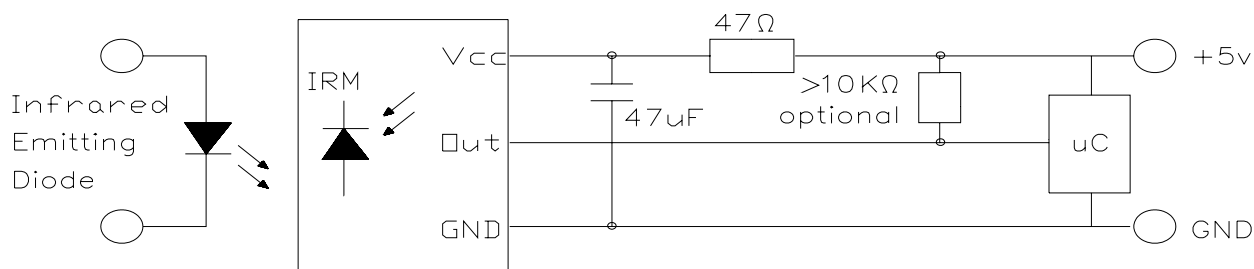 Infrared
Emitting
Diode
IRM
Vcc
Out
GND
47Ω
47uF
>10KΩ
optional
uC
+5v
GND